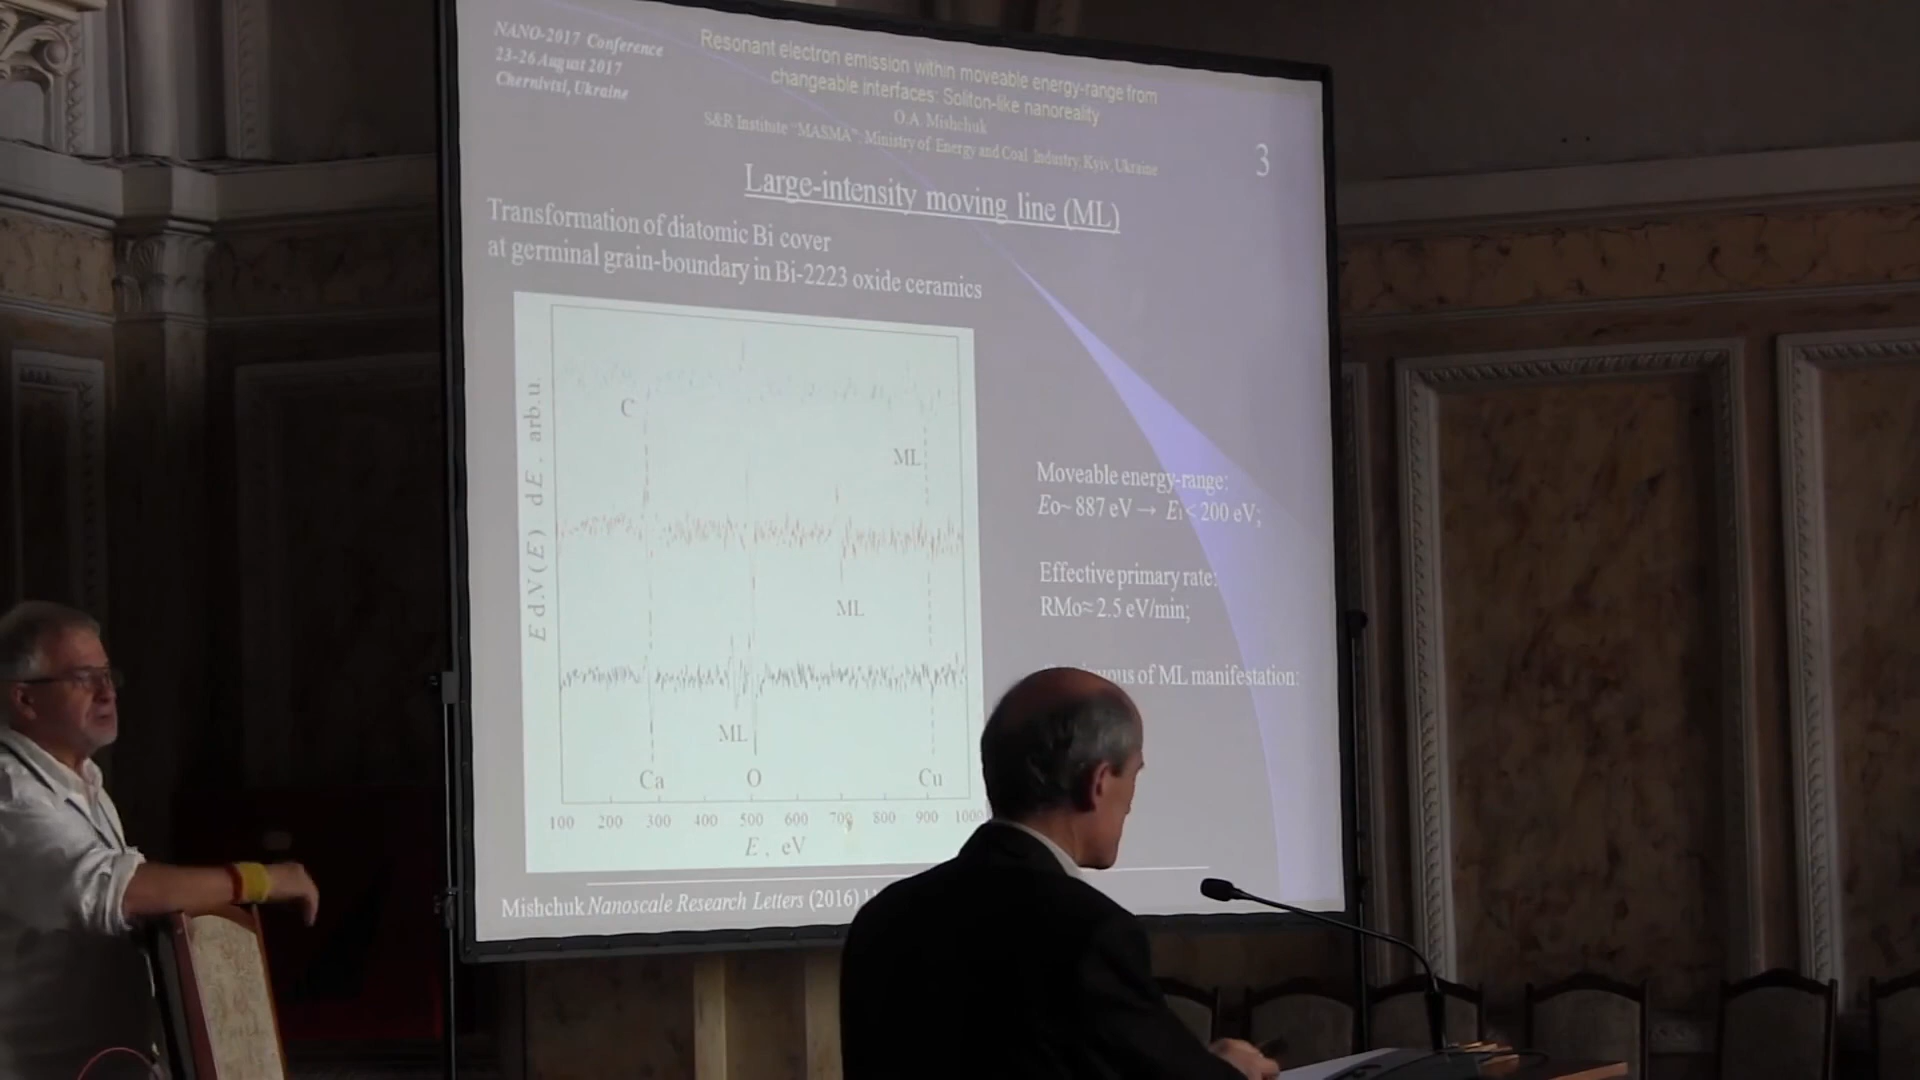 NANO-2017 Conference
23-26 August 2017
Chernivtsi, Ukraine
Resonant electron emission within moveable energy-range from
changeable interfaces: Soliton-like nanoreality
O.A. Mishchuk
S&R Institute "MASMA", Ministry of Energy and Coal Industry, Kyiv, Ukraine
3
Large-intensity moving line (ML)
Transformation of diatomic Bi cover
at germinal grain-boundary in Bi-2223 oxide ceramics
E d.N(E) dE, arb.u.
C
ML
ML
ML
Ca O Cu
100 200 300 400 500 600 700 800 900 1000
E, eV
Moveable energy-range:
Eo~ 887 eV → Ei< 200 eV;
Effective primary rate:
RMo≈ 2.5 eV/min;
of ML manifestation:
Mishchuk Nanoscale Research Letters (2016)